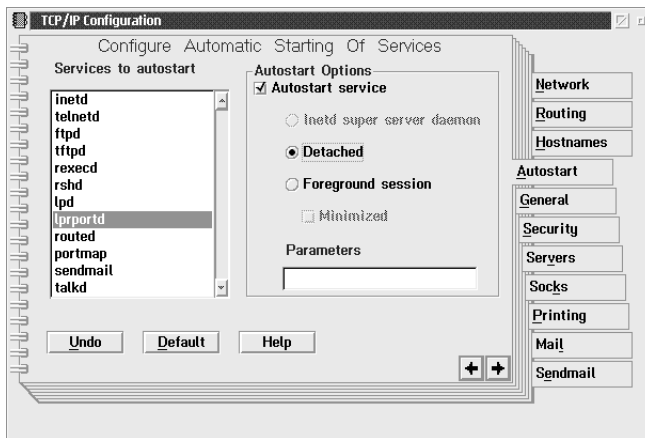 TCP/IP Configuration
Configure Automatic Starting Of Services
Services to autostart
inetd
telnetd
ftpd
tftpd
rexecd
rshd
lpd
lprportd
routed
portmap
sendmail
talkd
Autostart Options
Autostart service
Inetd super server daemon
Detached
Foreground session
Minimized
Parameters
Undo
Default
Help
Network
Routing
Hostnames
Autostart
General
Security
Servers
Socks
Printing
Mail
Sendmail